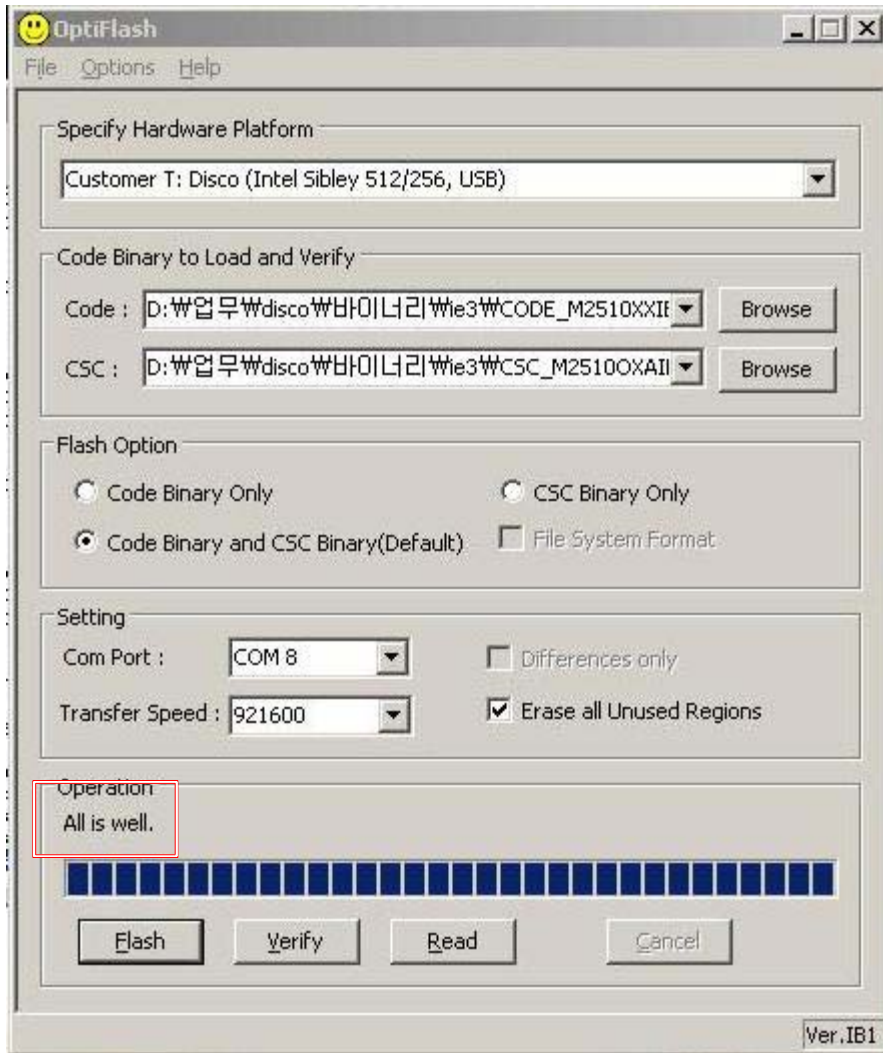 OptiFlash
File Options Help
Specify Hardware Platform
Customer T: Disco (Intel Sibley 512/256, USB)
Code Binary to Load and Verify
Code : D:₩업무₩disco₩바이너리₩ie3₩CODE_M2510XXIE Browse
CSC : D:₩업무₩disco₩바이너리₩ie3₩CSC_M2510OXAII Browse
Flash Option
Code Binary Only CSC Binary Only
Code Binary and CSC Binary(Default) File System Format
Setting
Com Port : COM 8 Differences only
Transfer Speed : 921600 Erase all Unused Regions
Operation
All is well.
Flash Verify Read Cancel
Ver.IB1